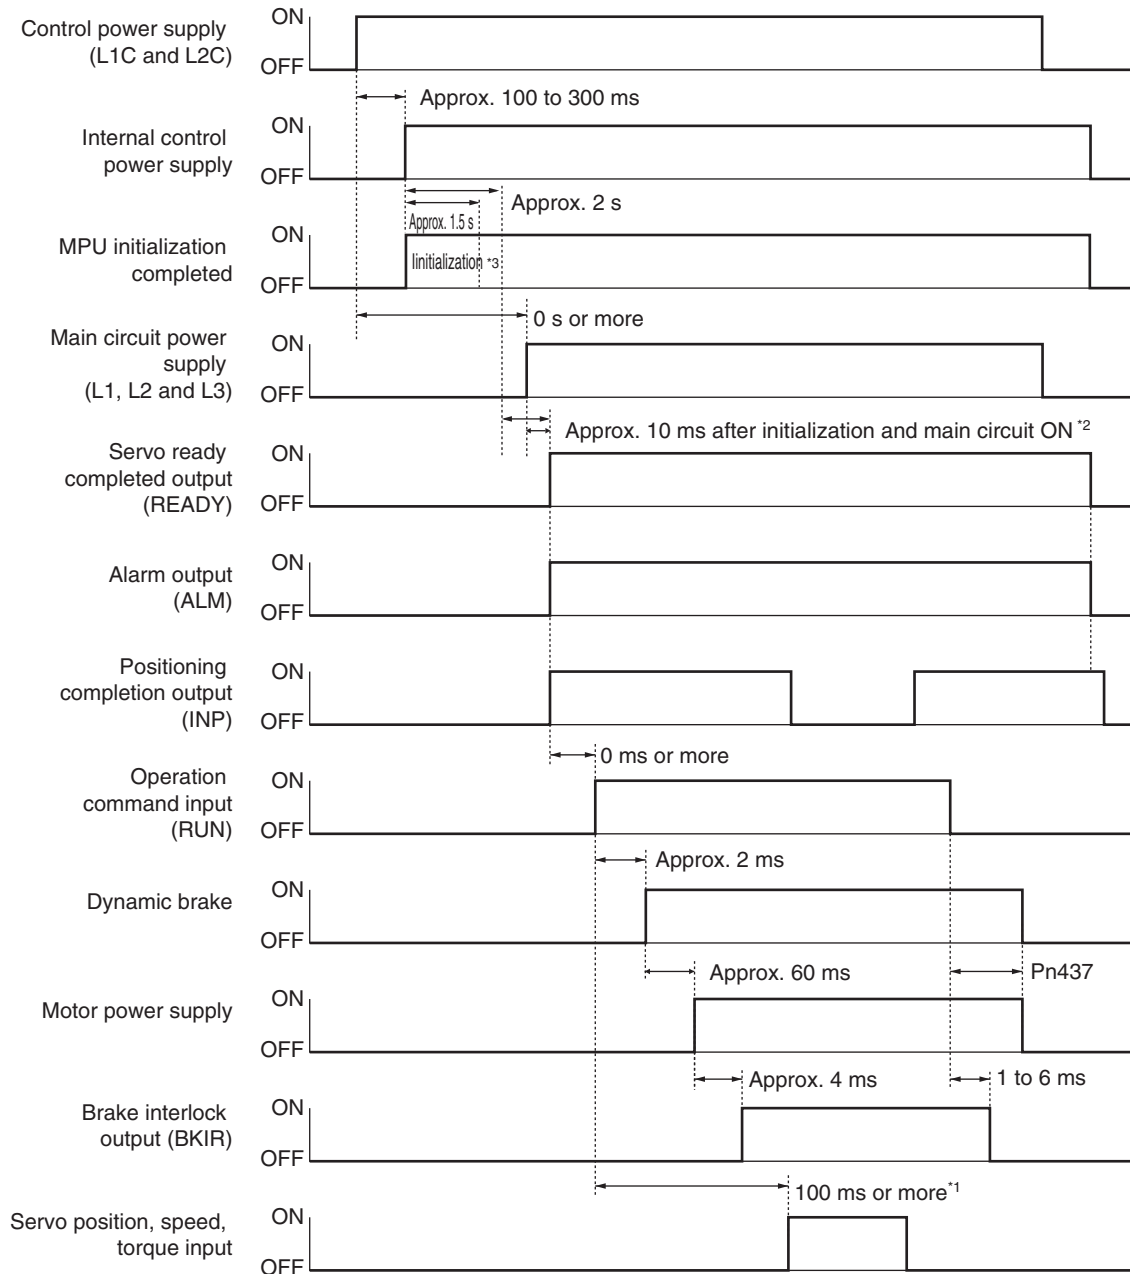 Control power supply
(L1C and L2C)
ON
OFF
Approx. 100 to 300 ms
Internal control
power supply
ON
OFF
Approx. 2 s
Approx. 1.5 s
MPU initialization
completed
ON
OFF
Iinitialization *3
0 s or more
Main circuit power
supply
(L1, L2 and L3)
ON
OFF
Approx. 10 ms after initialization and main circuit ON *2
Servo ready
completed output
(READY)
ON
OFF
Alarm output
(ALM)
ON
OFF
Positioning
completion output
(INP)
ON
OFF
0 ms or more
Operation
command input
(RUN)
ON
OFF
Approx. 2 ms
Dynamic brake
ON
OFF
Approx. 60 ms
Pn437
Motor power supply
ON
OFF
Approx. 4 ms
1 to 6 ms
Brake interlock
output (BKIR)
ON
OFF
100 ms or more*1
Servo position, speed,
torque input
ON
OFF